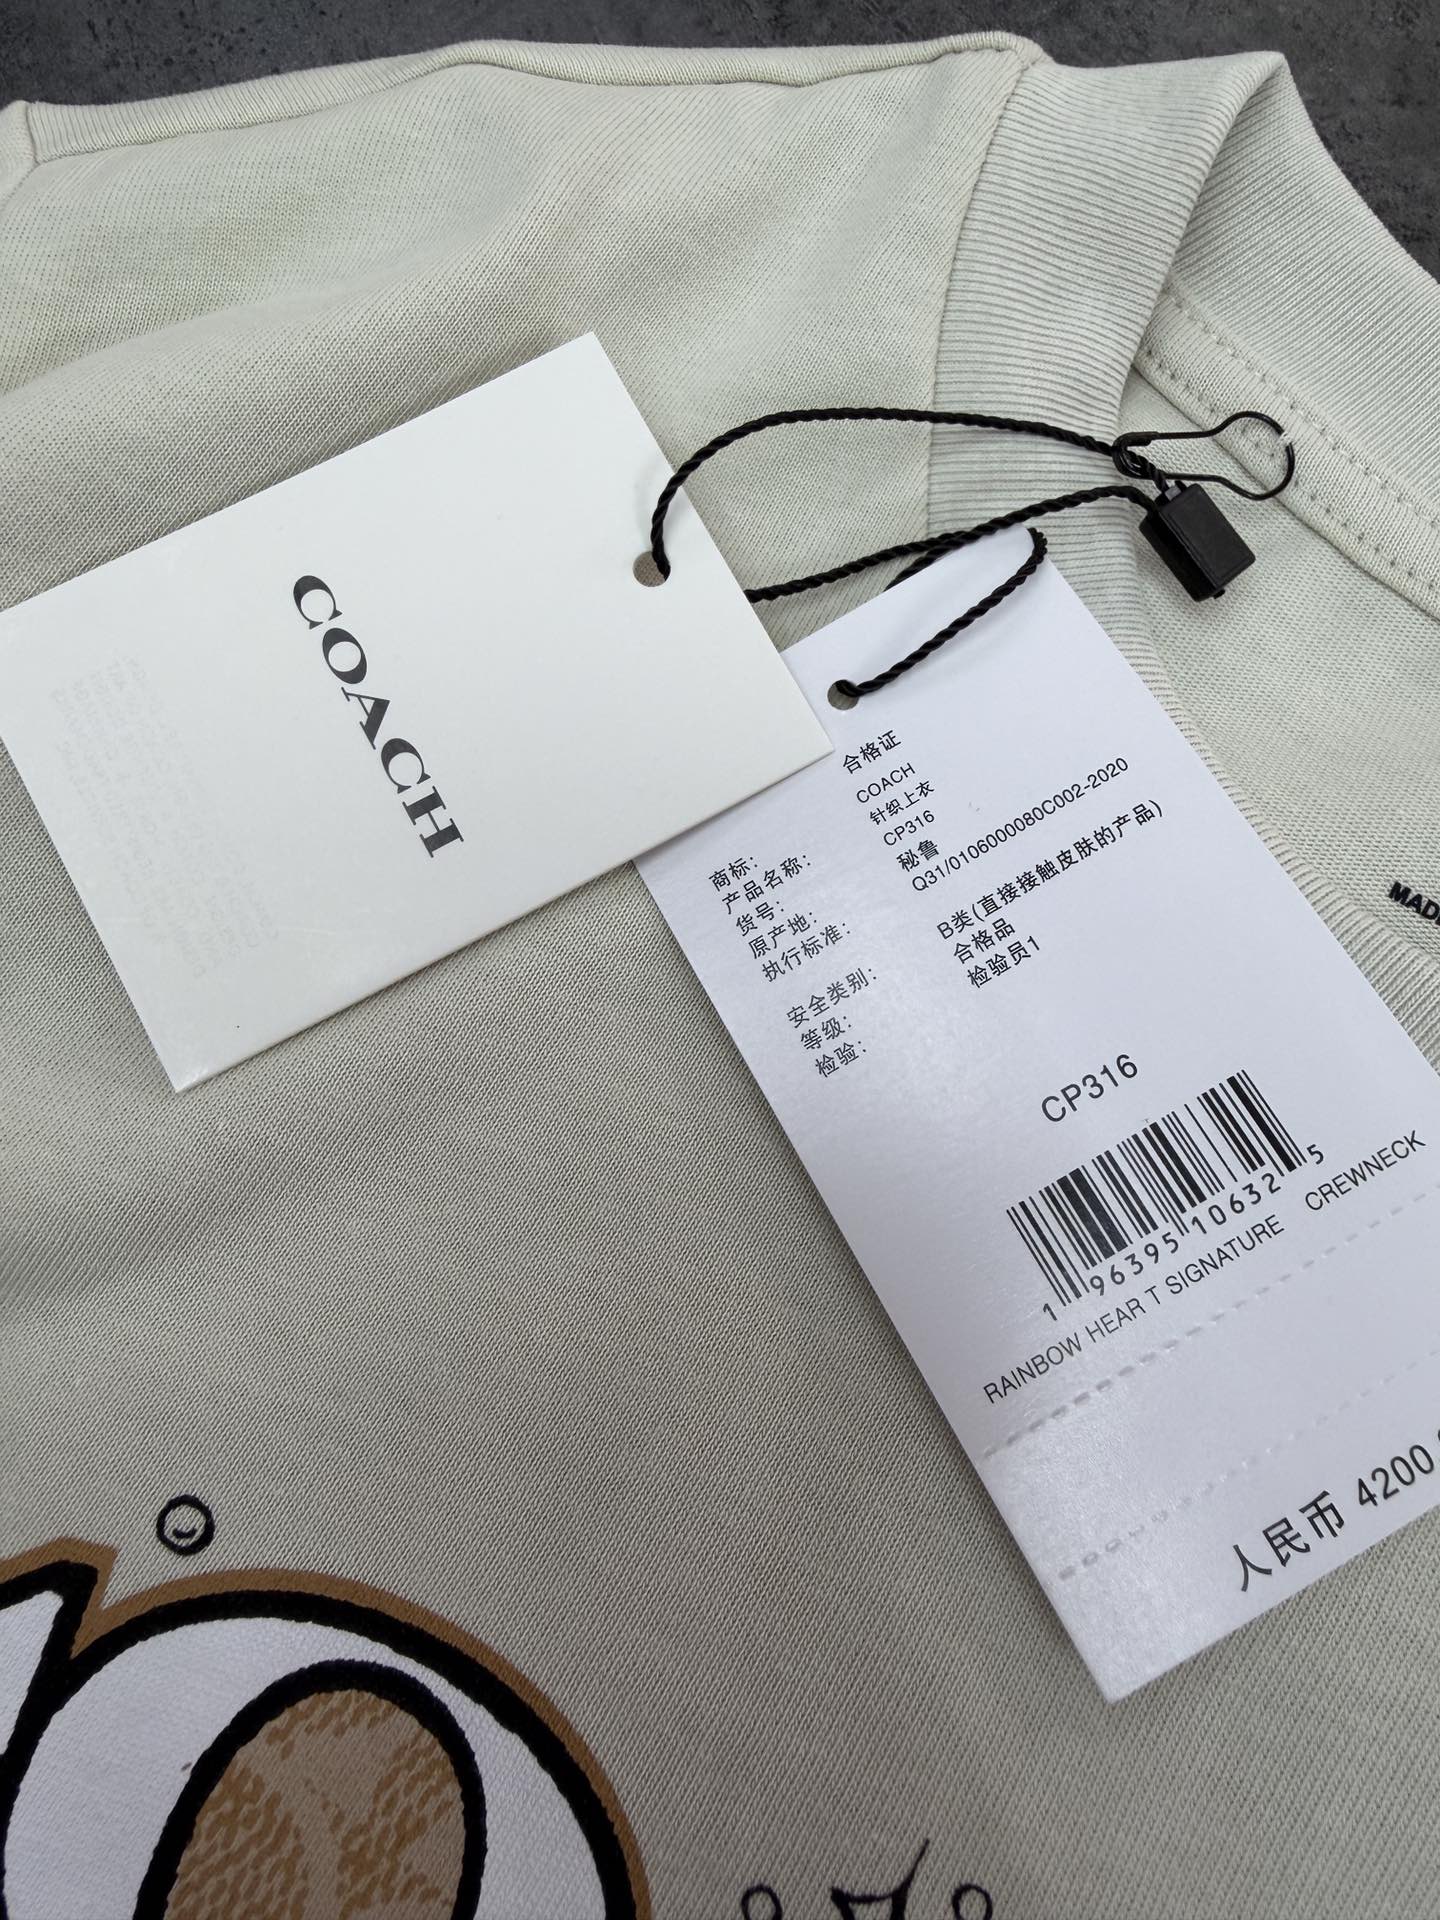 COACH
合格证
商标: COACH
产品名称: 针织上衣
货号: CP316
原产地: 秘鲁
执行标准: Q31/0106000080C002-2020
安全类别: B类(直接接触皮肤的产品)
等级: 合格品
检验: 检验员1
CP316
1 96395 10632 5
RAINBOW HEAR T SIGNATURE CREWNECK
人民币 4200